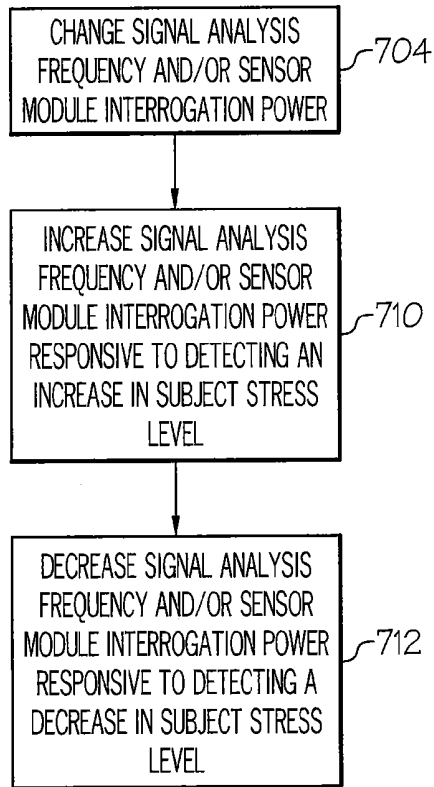 CHANGE SIGNAL ANALYSIS
FREQUENCY AND/OR SENSOR
MODULE INTERROGATION POWER
704
INCREASE SIGNAL ANALYSIS
FREQUENCY AND/OR SENSOR
MODULE INTERROGATION POWER
RESPONSIVE TO DETECTING AN
INCREASE IN SUBJECT STRESS
LEVEL
710
DECREASE SIGNAL ANALYSIS
FREQUENCY AND/OR SENSOR
MODULE INTERROGATION POWER
RESPONSIVE TO DETECTING A
DECREASE IN SUBJECT STRESS
LEVEL
712